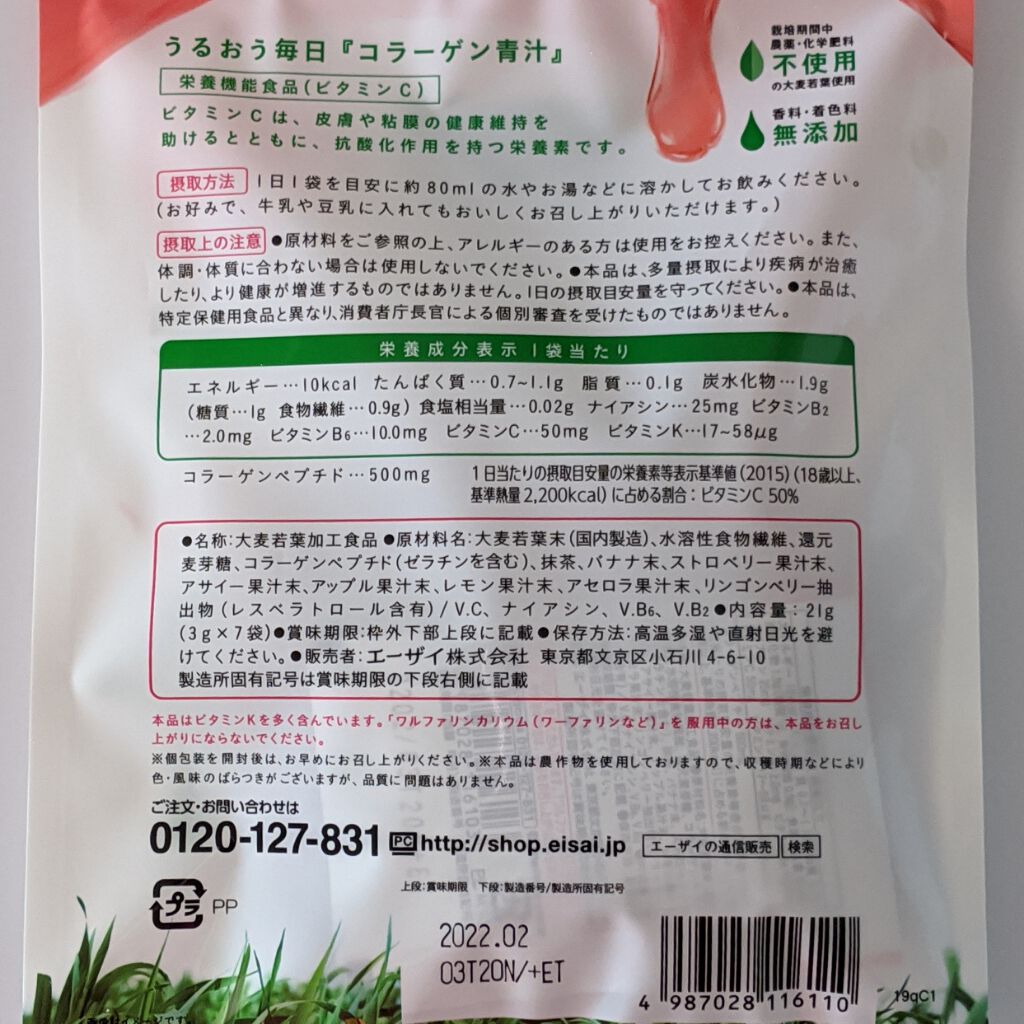 うるおう毎日『コラーゲン青汁』
栄養機能食品(ビタミンC)
ビタミンCは、皮膚や粘膜の健康維持を
助けるとともに、抗酸化作用を持つ栄養素です。
栽培期間中
農薬・化学肥料
不使用
の大麦若葉使用
香料・着色料
無添加
摂取方法 1日1袋を目安に約80mlの水やお湯などに溶かしてお飲みください。
(お好みで、牛乳や豆乳に入れてもおいしくお召し上がりいただけます。)
摂取上の注意 ●原材料をご参照の上、アレルギーのある方は使用をお控えください。また、
体調・体質に合わない場合は使用しないでください。●本品は、多量摂取により疾病が治癒
したり、より健康が増進するものではありません。1日の摂取目安量を守ってください。●本品は、
特定保健用食品と異なり、消費者庁長官による個別審査を受けたものではありません。
栄養成分表示 1袋当たり
エネルギー…10kcal たんぱく質…0.7~1.1g 脂質…0.1g 炭水化物…1.9g
(糖質…1g 食物繊維…0.9g) 食塩相当量…0.02g ナイアシン…25mg ビタミンB2
…2.0mg ビタミンB6…10.0mg ビタミンC…50mg ビタミンK…17~58μg
コラーゲンペプチド…500mg
1日当たりの摂取目安量の栄養素等表示基準値(2015)(18歳以上、
基準熱量2,200kcal)に占める割合:ビタミンC 50%
●名称:大麦若葉加工食品 ●原材料名:大麦若葉末(国内製造)、水溶性食物繊維、還元
麦芽糖、コラーゲンペプチド(ゼラチンを含む)、抹茶、バナナ末、ストロベリー果汁末、
アサイー果汁末、アップル果汁末、レモン果汁末、アセロラ果汁末、リンゴンベリー抽
出物(レスベラトロール含有)/V.C、ナイアシン、V.B6、V.B2 ●内容量:21g
(3g×7袋)●賞味期限:枠外下部上段に記載 ●保存方法:高温多湿や直射日光を避
けてください。●販売者:エーザイ株式会社 東京都文京区小石川4-6-10
製造所固有記号は賞味期限の下段右側に記載
本品はビタミンKを多く含んでいます。「ワルファリンカリウム(ワーファリンなど)」を服用中の方は、本品をお召し
上がりにならないでください。
※個包装を開封後は、お早めにお召し上がりください。※本品は農作物を使用しておりますので、収穫時期などにより
色・風味のばらつきがございますが、品質に問題はありません。
ご注文・お問い合わせは
0120-127-831 PC http://shop.eisai.jp エーザイの通信販売 検索
上段:賞味期限 下段:製造番号/製造所固有記号
プラ PP
2022.02
03T20N/+ET
4 987028 116110
19qC1